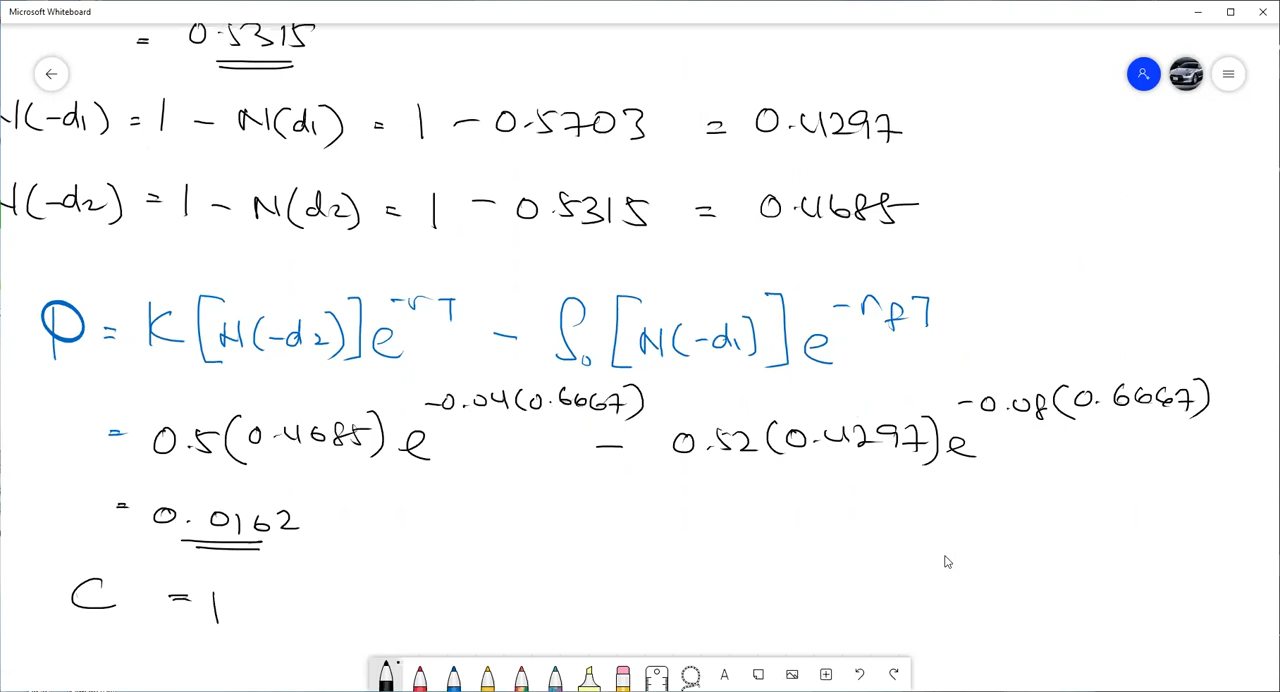 Microsoft Whiteboard
= 0.5315
N(-d1) = 1 - N(d1) = 1 - 0.5703 = 0.4297
N(-d2) = 1 - N(d2) = 1 - 0.5315 = 0.4685
P = K[N(-d2)]e^-rT - S0[N(-d1)]e^-rfT
= 0.5(0.4685)e^-0.04(0.6667) - 0.52(0.4297)e^-0.08(0.6667)
= 0.0162
C = 1
A